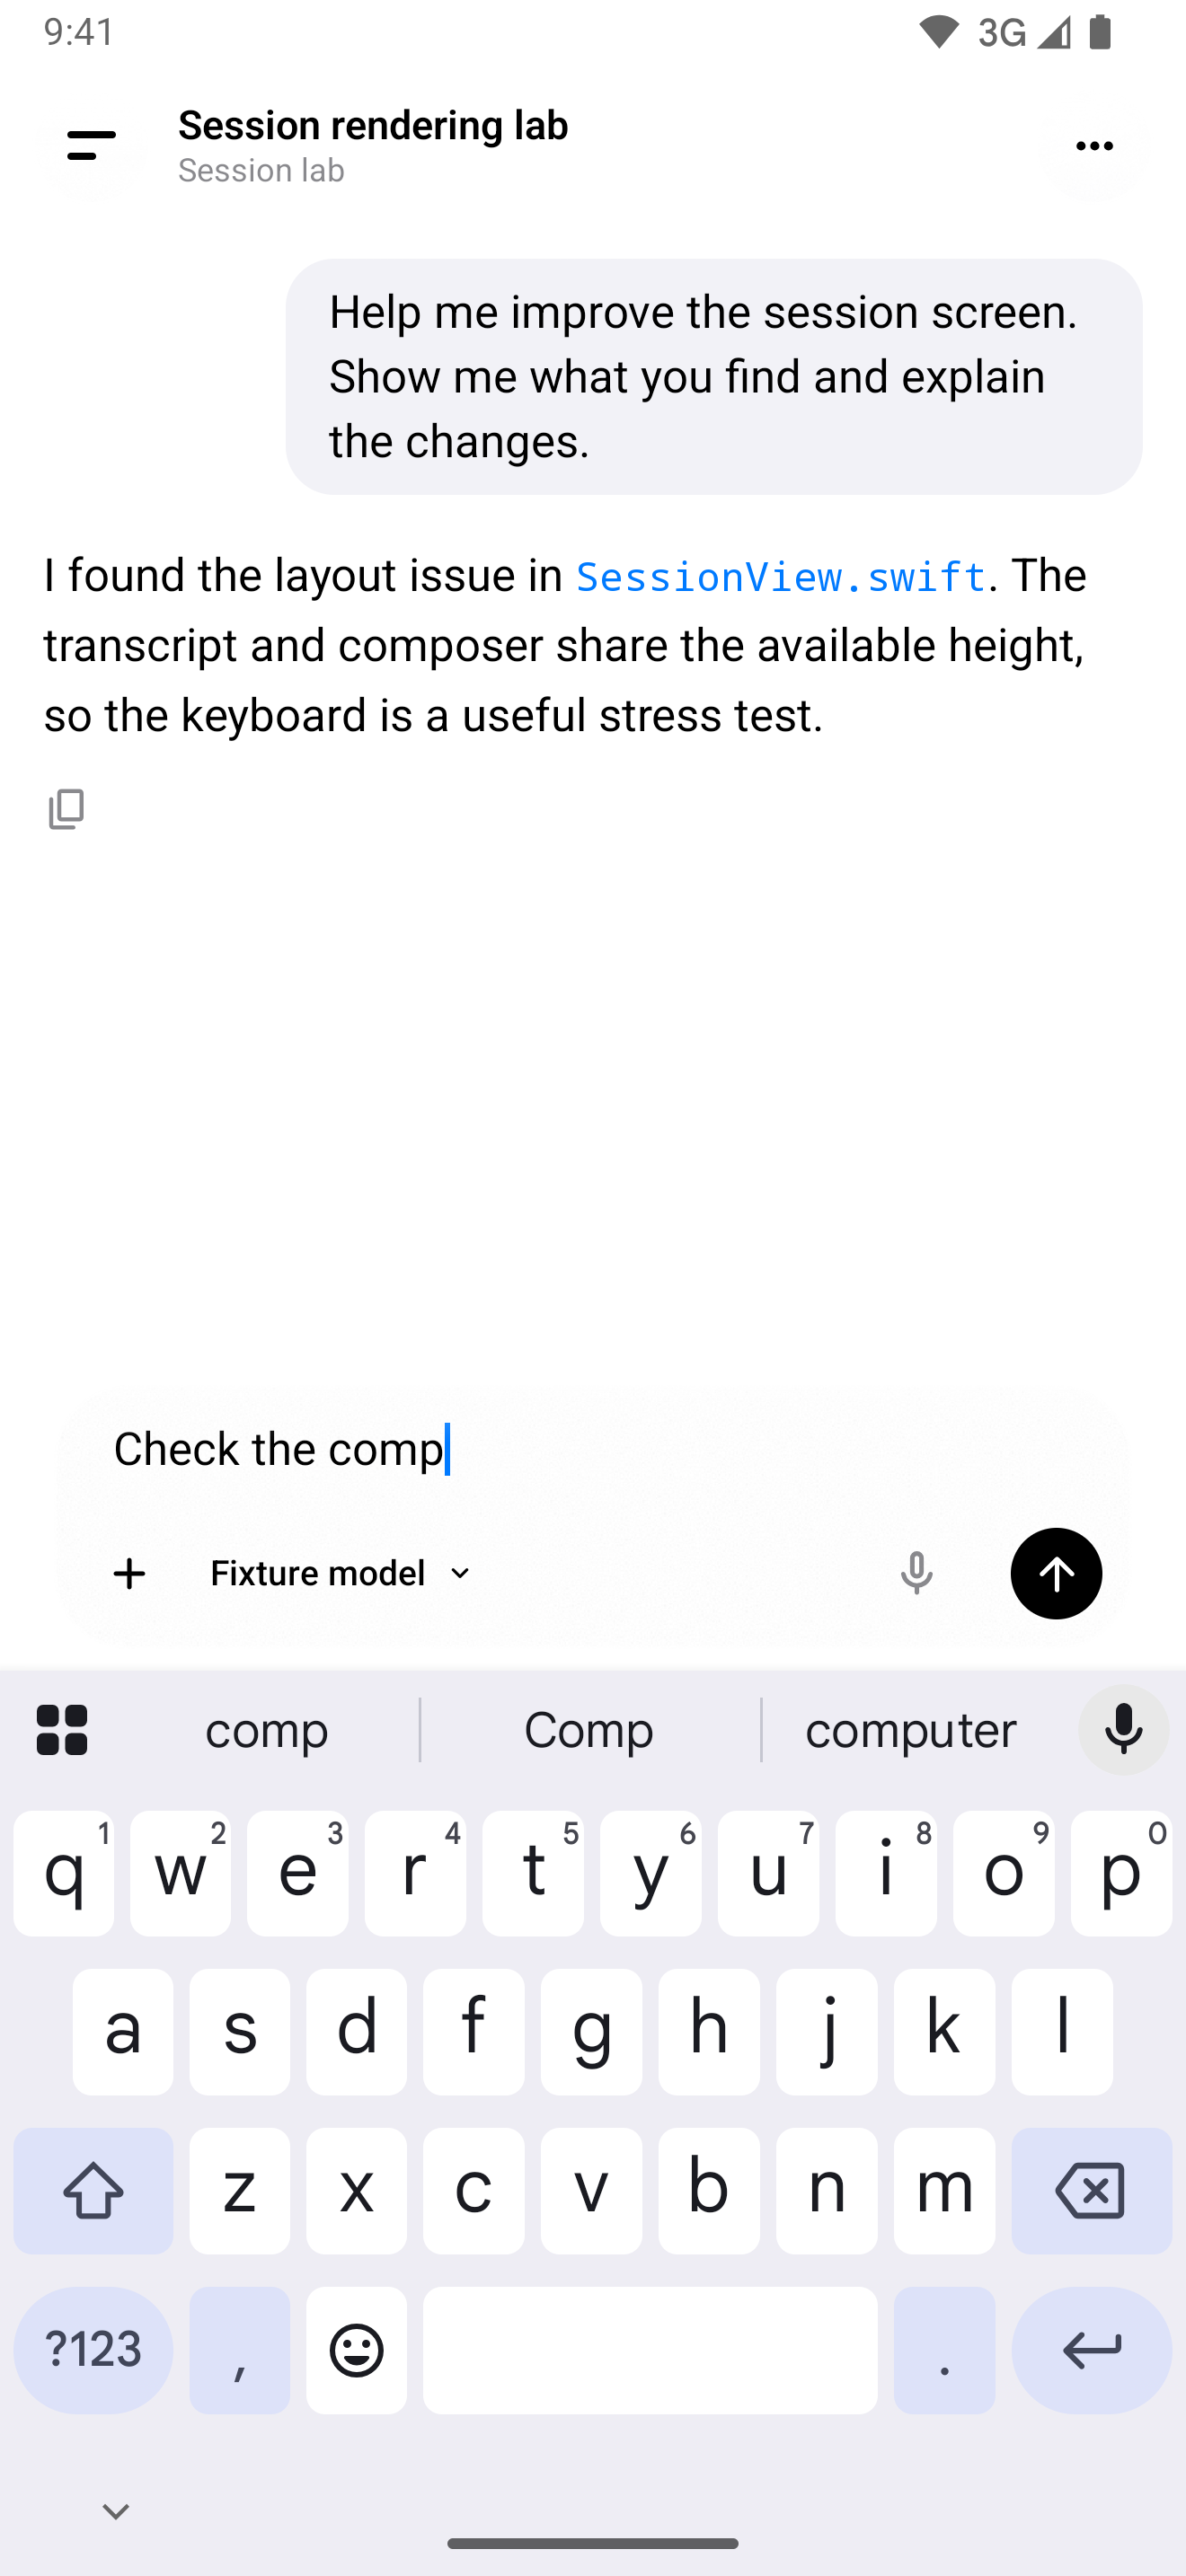 9:41 3G
Session rendering lab
Session lab
Help me improve the session screen.
Show me what you find and explain
the changes.
I found the layout issue in SessionView.swift. The
transcript and composer share the available height,
so the keyboard is a useful stress test.
Check the comp
Fixture model
comp Comp computer
q1 w2 e3 r4 t5 y6 u7 i8 o9 p0
a s d f g h j k l
z x c v b n m
?123 , .